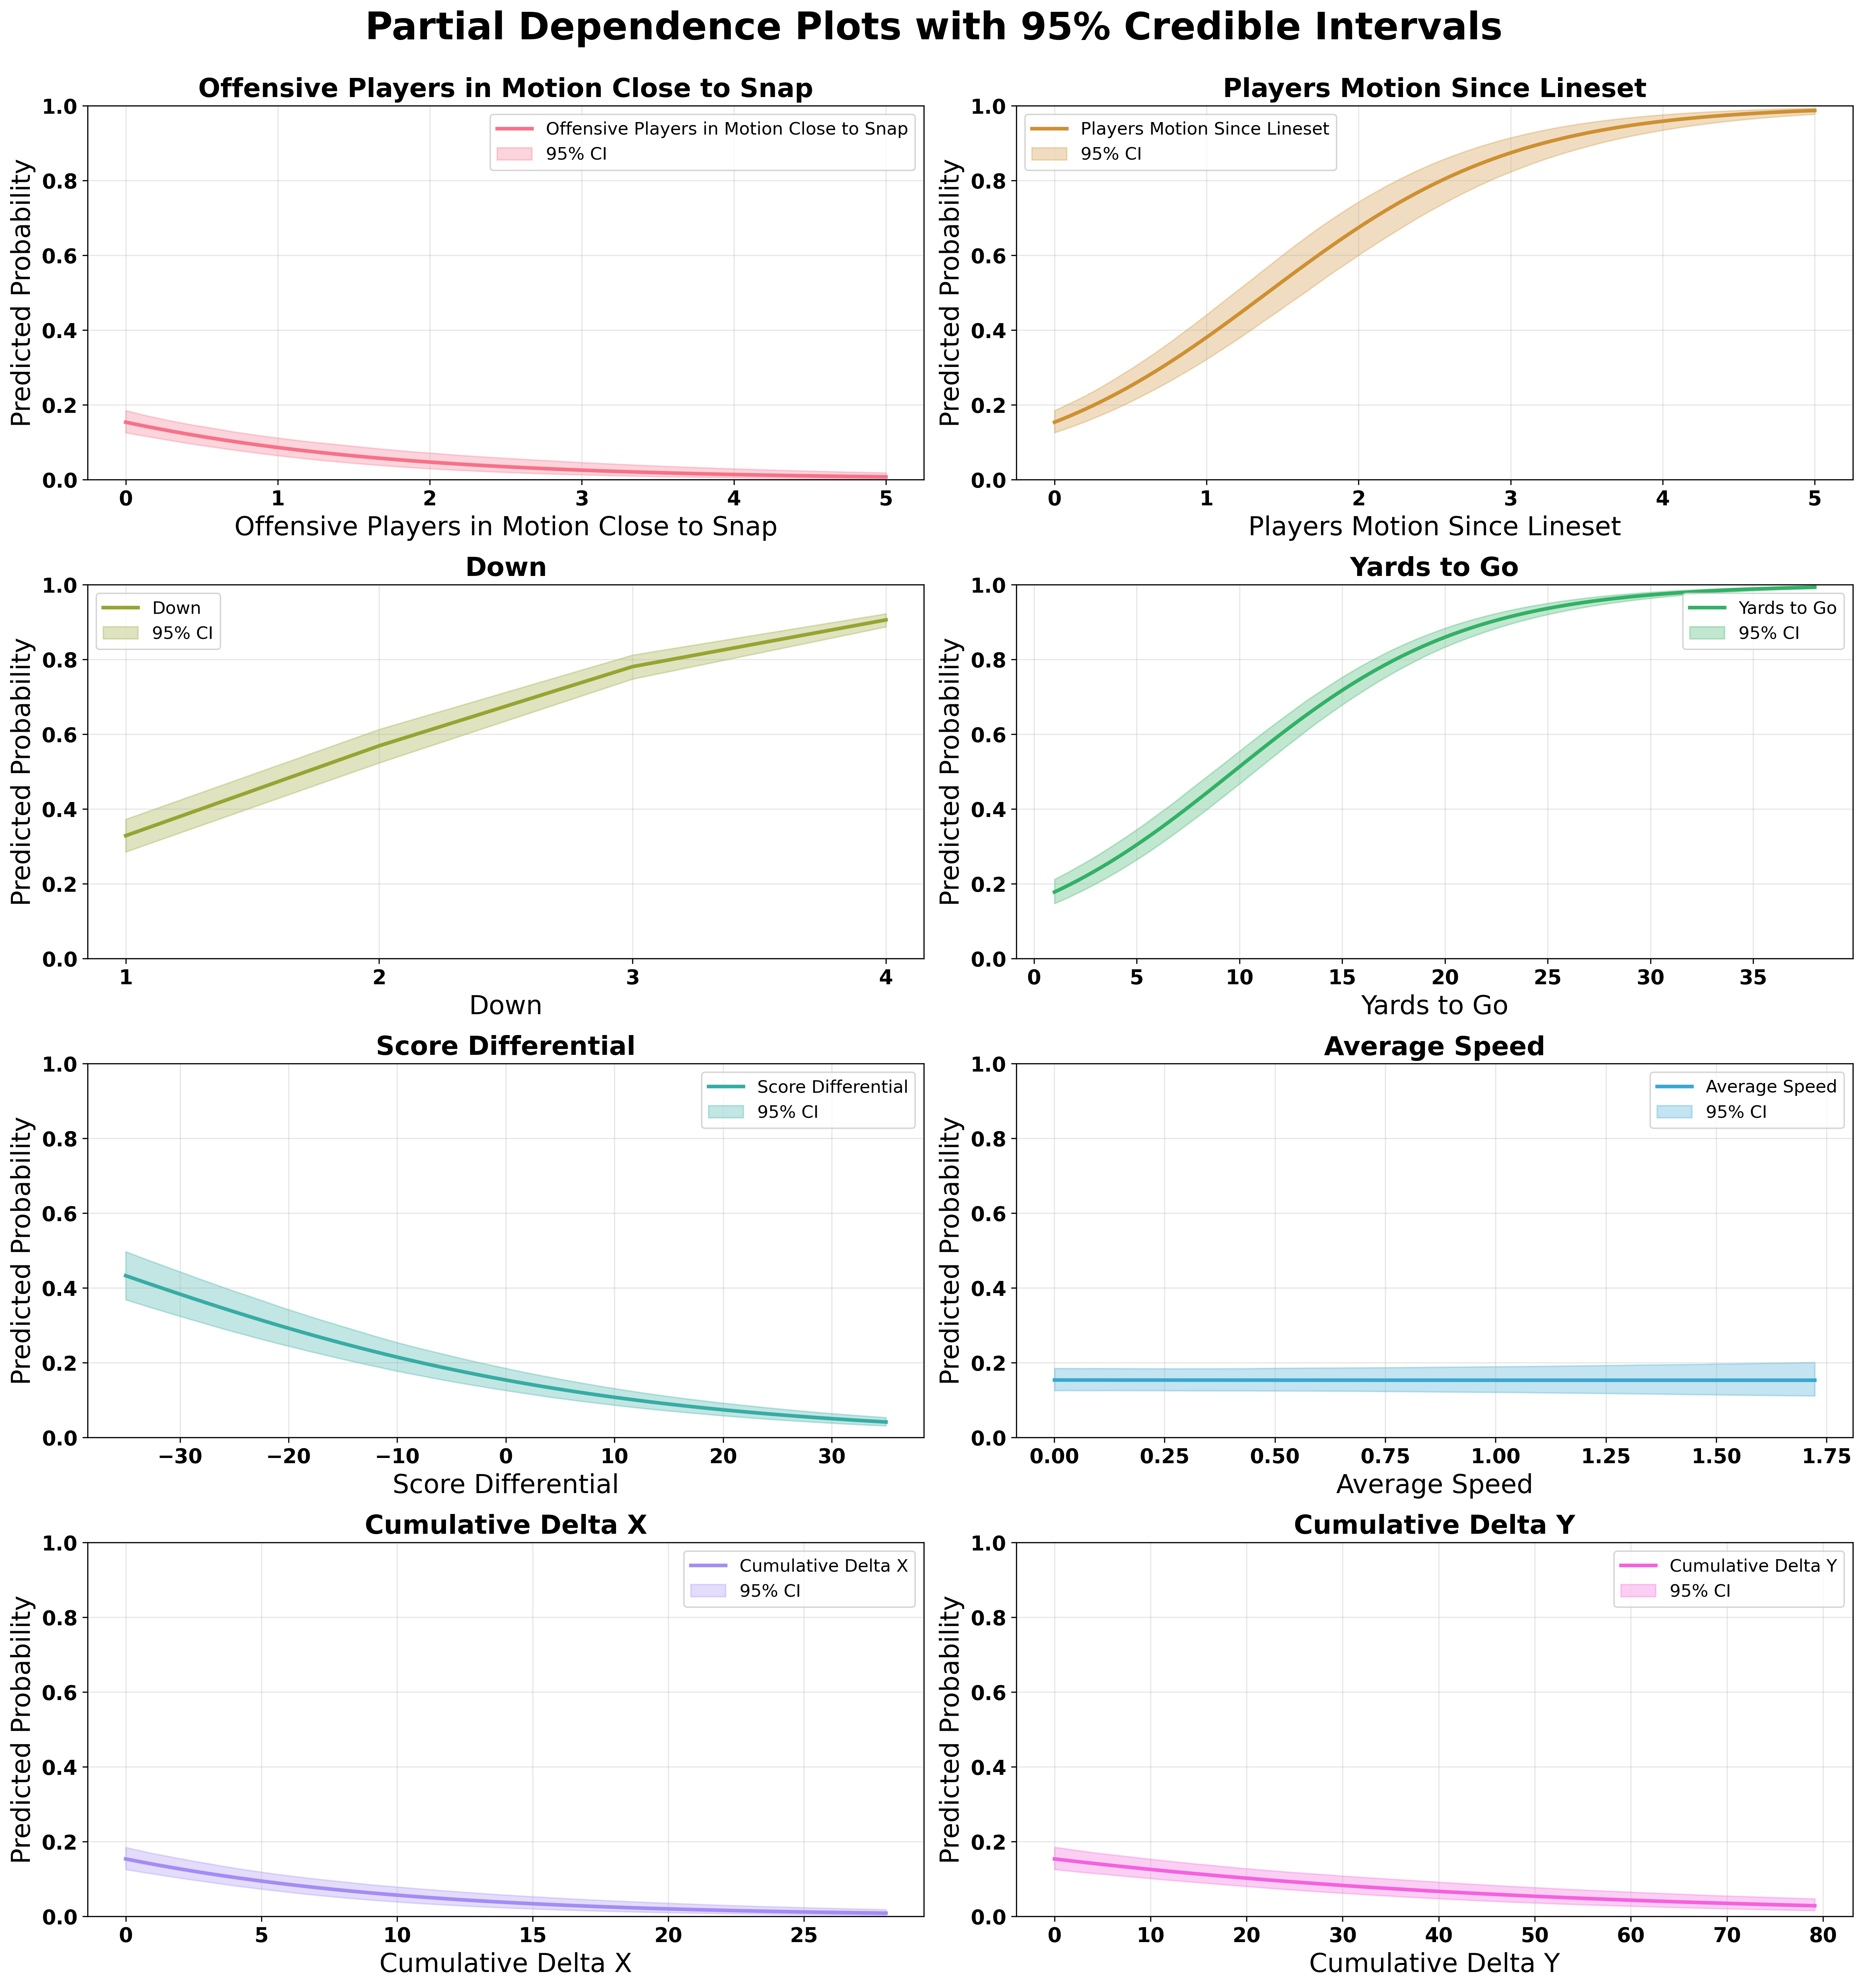 Partial Dependence Plots with 95% Credible Intervals
Offensive Players in Motion Close to Snap
Predicted Probability
1.0
0.8
0.6
0.4
0.2
0.0
Offensive Players in Motion Close to Snap
95% CI
0 1 2 3 4 5
Offensive Players in Motion Close to Snap
Players Motion Since Lineset
Predicted Probability
1.0
0.8
0.6
0.4
0.2
0.0
Players Motion Since Lineset
95% CI
0 1 2 3 4 5
Players Motion Since Lineset
Down
Predicted Probability
1.0
0.8
0.6
0.4
0.2
0.0
Down
95% CI
1 2 3 4
Down
Yards to Go
Predicted Probability
1.0
0.8
0.6
0.4
0.2
0.0
Yards to Go
95% CI
0 5 10 15 20 25 30 35
Yards to Go
Score Differential
Predicted Probability
1.0
0.8
0.6
0.4
0.2
0.0
Score Differential
95% CI
−30 −20 −10 0 10 20 30
Score Differential
Average Speed
Predicted Probability
1.0
0.8
0.6
0.4
0.2
0.0
Average Speed
95% CI
0.00 0.25 0.50 0.75 1.00 1.25 1.50 1.75
Average Speed
Cumulative Delta X
Predicted Probability
1.0
0.8
0.6
0.4
0.2
0.0
Cumulative Delta X
95% CI
0 5 10 15 20 25
Cumulative Delta X
Cumulative Delta Y
Predicted Probability
1.0
0.8
0.6
0.4
0.2
0.0
Cumulative Delta Y
95% CI
0 10 20 30 40 50 60 70 80
Cumulative Delta Y